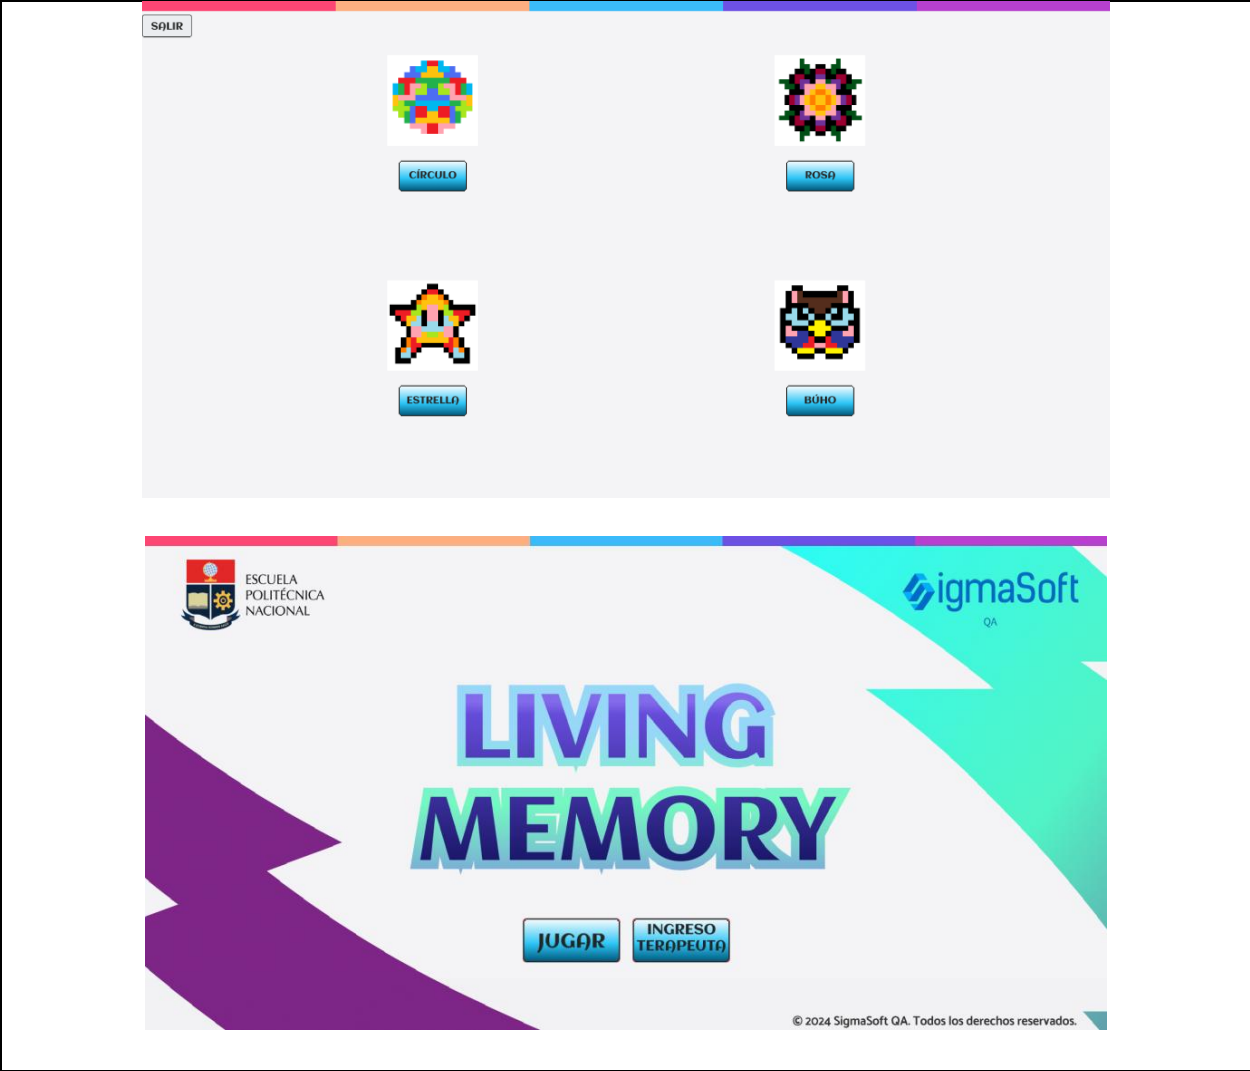 SALIR
CÍRCULO
ROSA
ESTRELLA
BÚHO
ESCUELA
POLITÉCNICA
NACIONAL
SigmaSoft
QA
LIVING
MEMORY
JUGAR
INGRESO
TERAPEUTA
© 2024 SigmaSoft QA. Todos los derechos reservados.